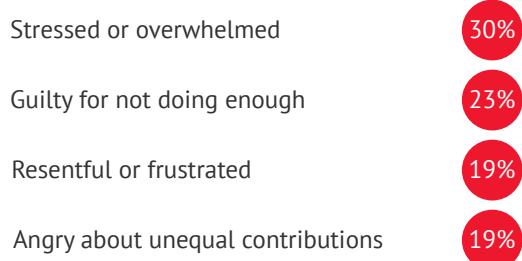 Stressed or overwhelmed 30%
Guilty for not doing enough 23%
Resentful or frustrated 19%
Angry about unequal contributions 19%